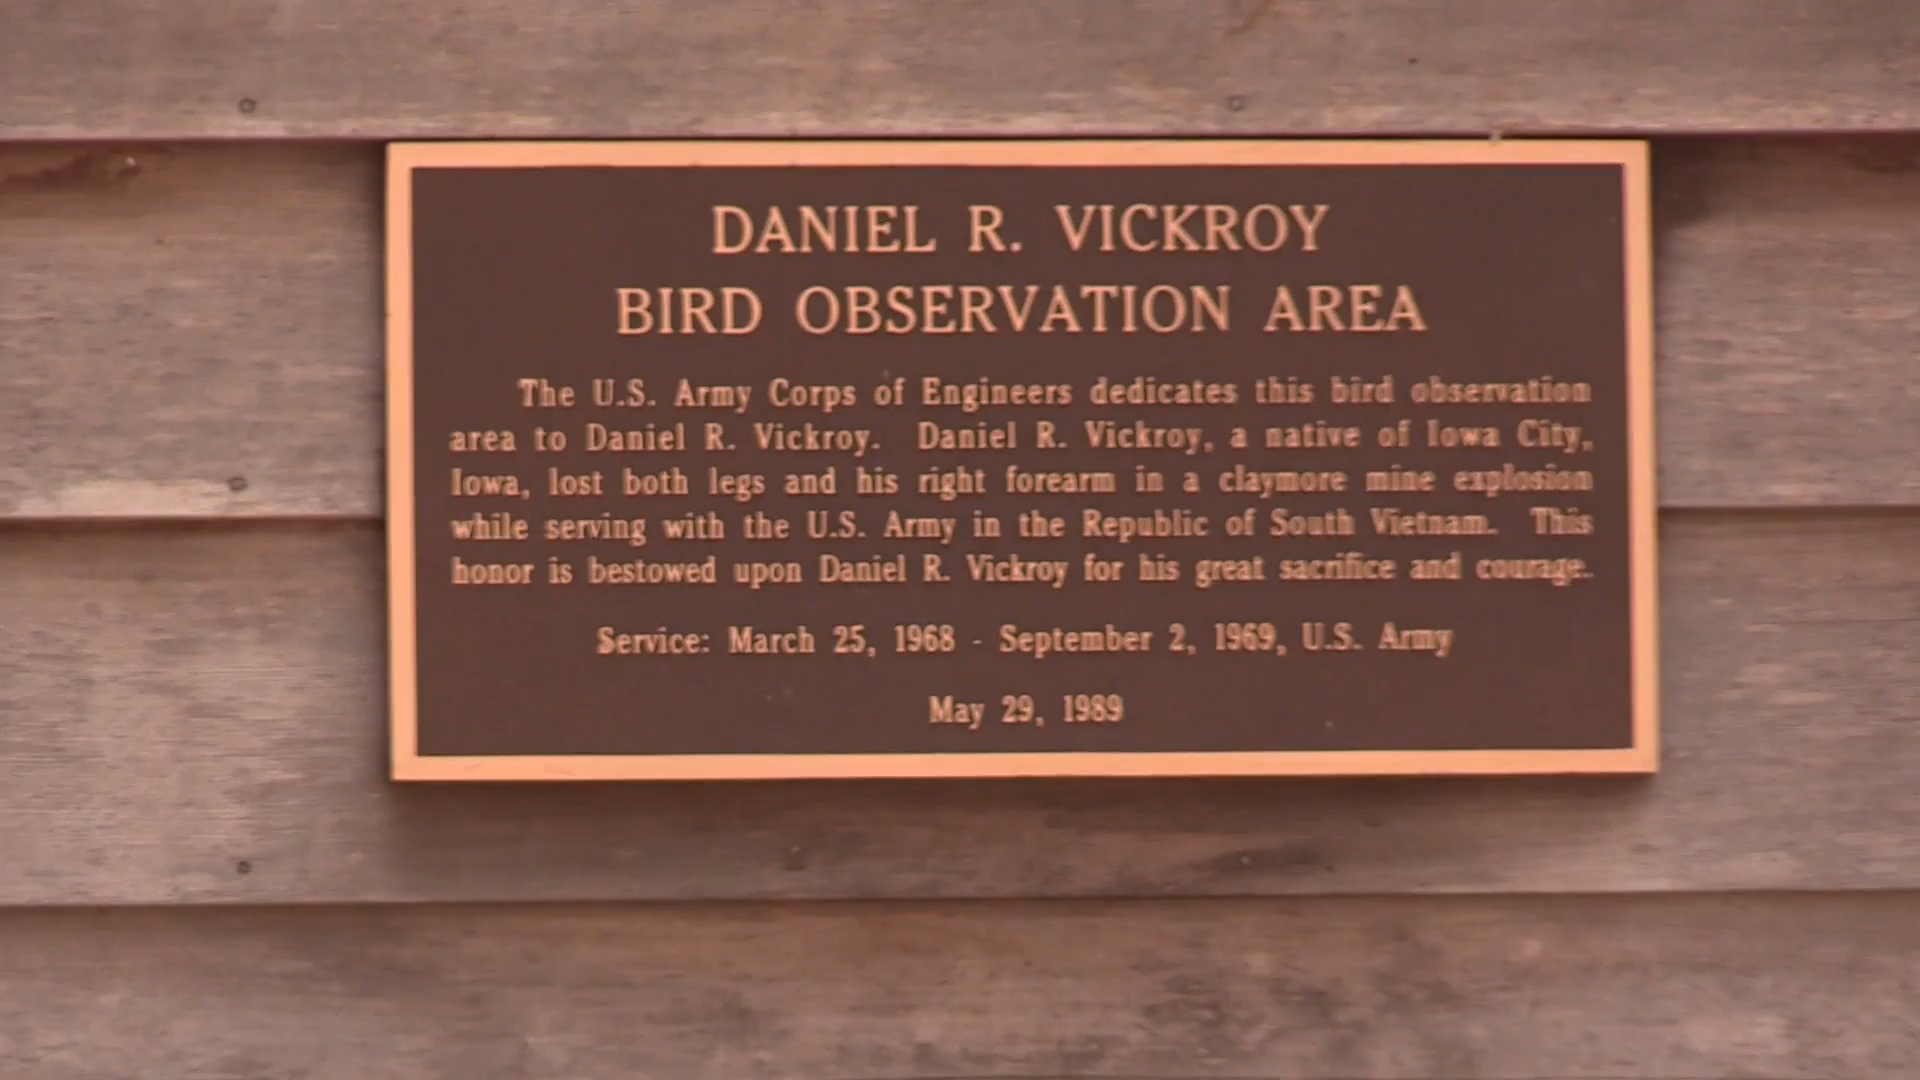 DANIEL R. VICKROY
BIRD OBSERVATION AREA
The U.S. Army Corps of Engineers dedicates this bird observation
area to Daniel R. Vickroy. Daniel R. Vickroy, a native of Iowa City,
Iowa, lost both legs and his right forearm in a claymore mine explosion
while serving with the U.S. Army in the Republic of South Vietnam. This
honor is bestowed upon Daniel R. Vickroy for his great sacrifice and courage.
Service: March 25, 1968 - September 2, 1969, U.S. Army
May 29, 1989